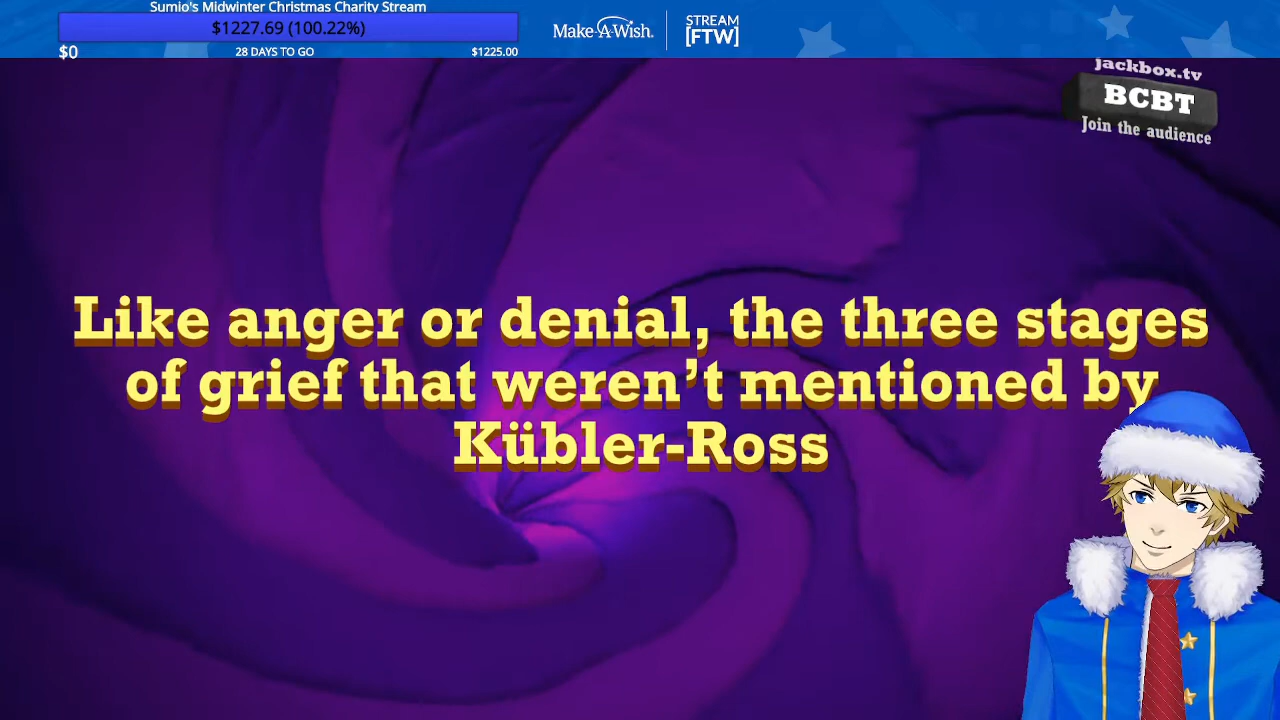 Sumio's Midwinter Christmas Charity Stream
$1227.69 (100.22%)
$0
28 DAYS TO GO
$1225.00
Make-A-Wish.
STREAM
[FTW]
jackbox.tv
BCBT
Join the audience
Like anger or denial, the three stages
of grief that weren't mentioned by
Kübler-Ross